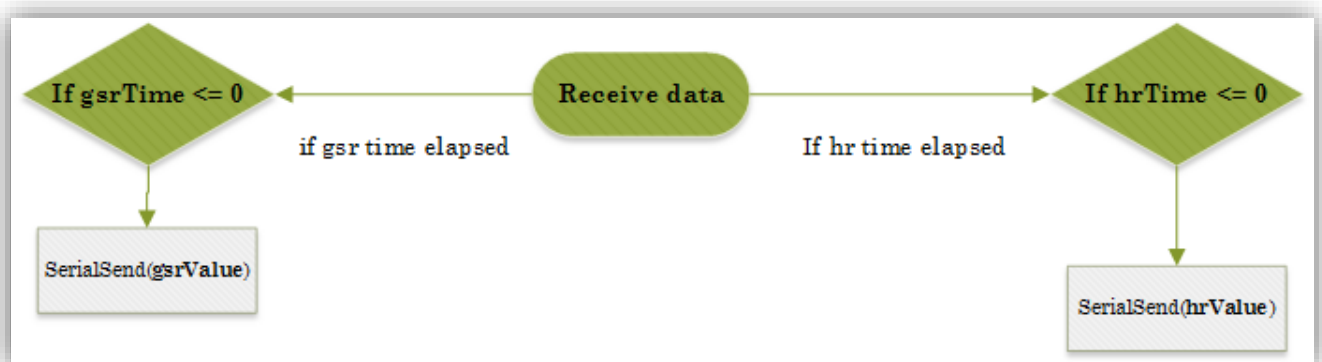 If gsrTime <= 0
Receive data
If hrTime <= 0
if gsr time elapsed
If hr time elapsed
SerialSend(gsrValue)
SerialSend(hrValue)